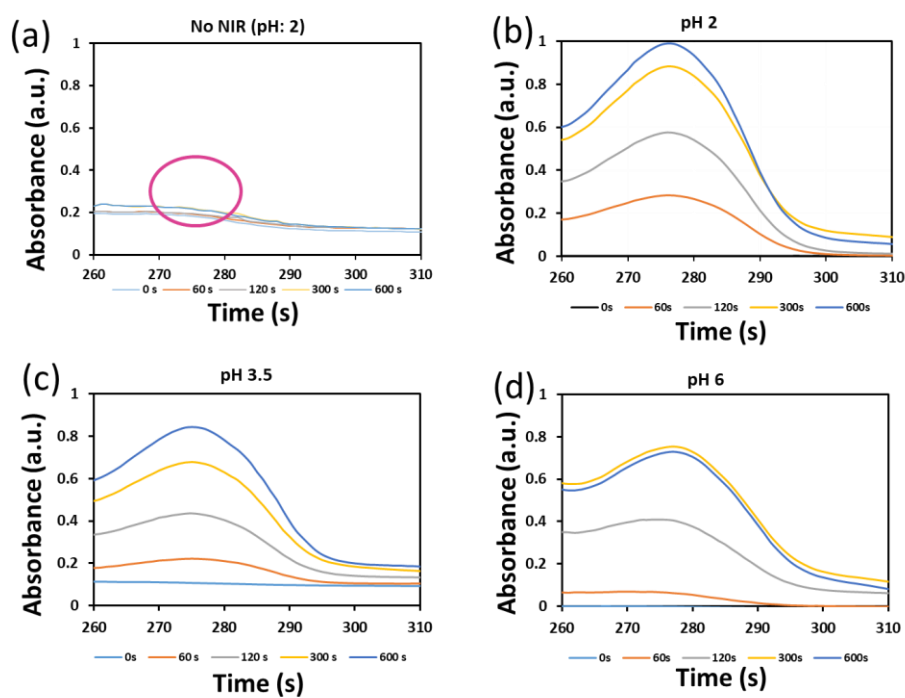 (a)
No NIR (pH: 2)
Absorbance (a.u.)
1
0.8
0.6
0.4
0.2
0
260 270 280 290 300 310
0 s 60 s 120 s 300 s 600 s
Time (s)
(b)
pH 2
Absorbance (a.u.)
1
0.8
0.6
0.4
0.2
0
260 270 280 290 300 310
0s 60s 120s 300s 600s
Time (s)
(c)
pH 3.5
Absorbance (a.u.)
1
0.8
0.6
0.4
0.2
0
260 270 280 290 300 310
0s 60 s 120 s 300 s 600 s
Time (s)
(d)
pH 6
Absorbance (a.u.)
1
0.8
0.6
0.4
0.2
0
260 270 280 290 300 310
0s 60s 120s 300s 600s
Time (s)